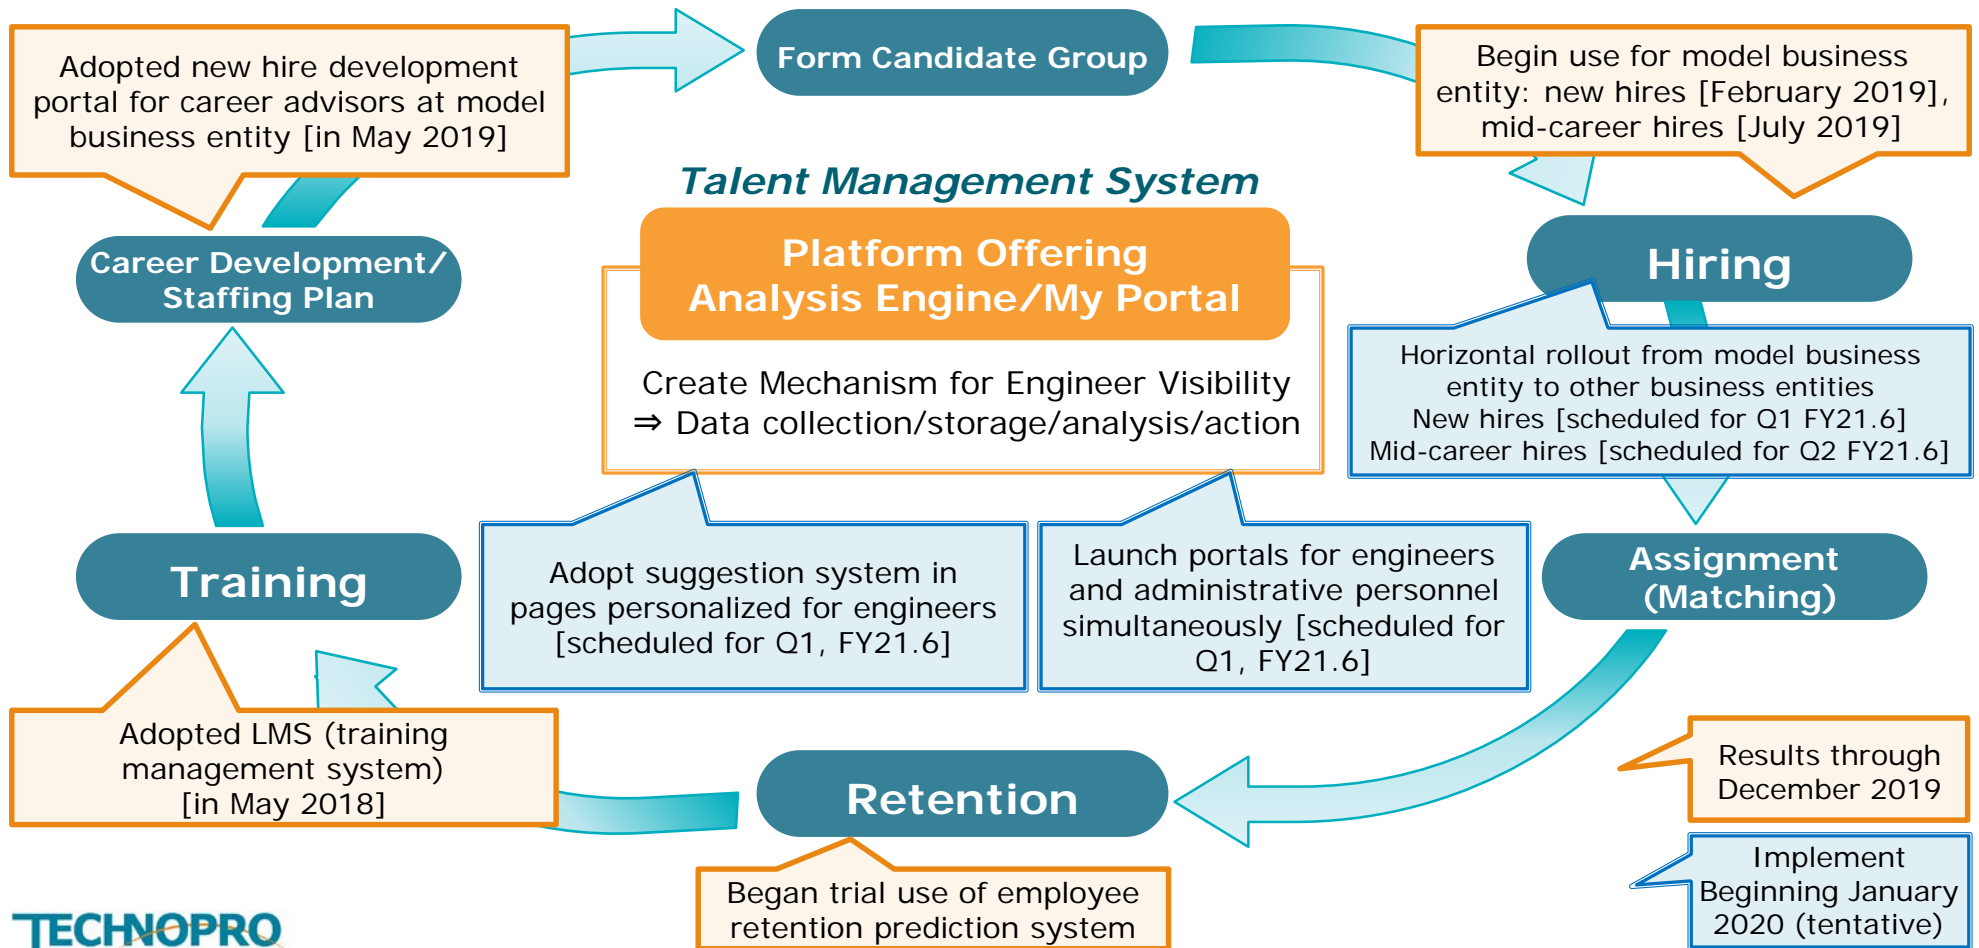 Adopted new hire development
portal for career advisors at model
business entity [in May 2019]
Form Candidate Group
Begin use for model business
entity: new hires [February 2019],
mid-career hires [July 2019]
Talent Management System
Platform Offering
Analysis Engine/My Portal
Create Mechanism for Engineer Visibility
⇒ Data collection/storage/analysis/action
Career Development/
Staffing Plan
Hiring
Horizontal rollout from model business
entity to other business entities
New hires [scheduled for Q1 FY21.6]
Mid-career hires [scheduled for Q2 FY21.6]
Training
Adopt suggestion system in
pages personalized for engineers
[scheduled for Q1, FY21.6]
Launch portals for engineers
and administrative personnel
simultaneously [scheduled for
Q1, FY21.6]
Assignment
(Matching)
Adopted LMS (training
management system)
[in May 2018]
Retention
Results through
December 2019
Began trial use of employee
retention prediction system
Implement
Beginning January
2020 (tentative)
TECHNOPRO